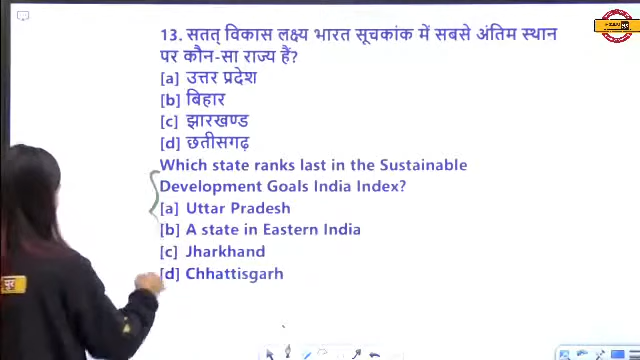 13. सतत् विकास लक्ष्य भारत सूचकांक में सबसे अंतिम स्थान
पर कौन-सा राज्य हैं?
[a] उत्तर प्रदेश
[b] बिहार
[c] झारखण्ड
[d] छतीसगढ़
Which state ranks last in the Sustainable
Development Goals India Index?
[a] Uttar Pradesh
[b] A state in Eastern India
[c] Jharkhand
[d] Chhattisgarh